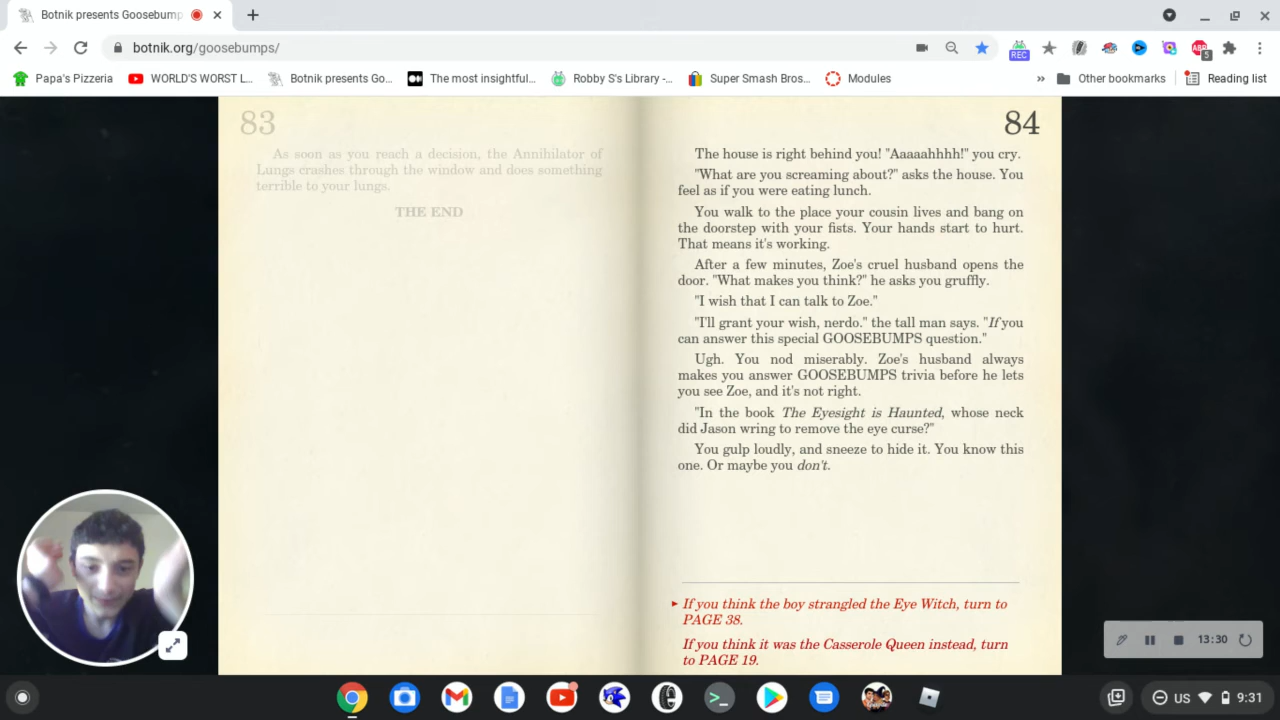 Botnik presents Goosebump
botnik.org/goosebumps/
REC
ABP
5
Papa's Pizzeria
WORLD'S WORST L...
Botnik presents Go...
The most insightful...
Robby S's Library -...
Super Smash Bros...
Modules
»
Other bookmarks
Reading list
83
As soon as you reach a decision, the Annihilator of
Lungs crashes through the window and does something
terrible to your lungs.
THE END
84
The house is right behind you! "Aaaaahhhh!" you cry.
"What are you screaming about?" asks the house. You
feel as if you were eating lunch.
You walk to the place your cousin lives and bang on
the doorstep with your fists. Your hands start to hurt.
That means it's working.
After a few minutes, Zoe's cruel husband opens the
door. "What makes you think?" he asks you gruffly.
"I wish that I can talk to Zoe."
"I'll grant your wish, nerdo." the tall man says. "If you
can answer this special GOOSEBUMPS question."
Ugh. You nod miserably. Zoe's husband always
makes you answer GOOSEBUMPS trivia before he lets
you see Zoe, and it's not right.
"In the book The Eyesight is Haunted, whose neck
did Jason wring to remove the eye curse?"
You gulp loudly, and sneeze to hide it. You know this
one. Or maybe you don't.
If you think the boy strangled the Eye Witch, turn to
PAGE 38.
If you think it was the Casserole Queen instead, turn
to PAGE 19.
13:30
US
9:31